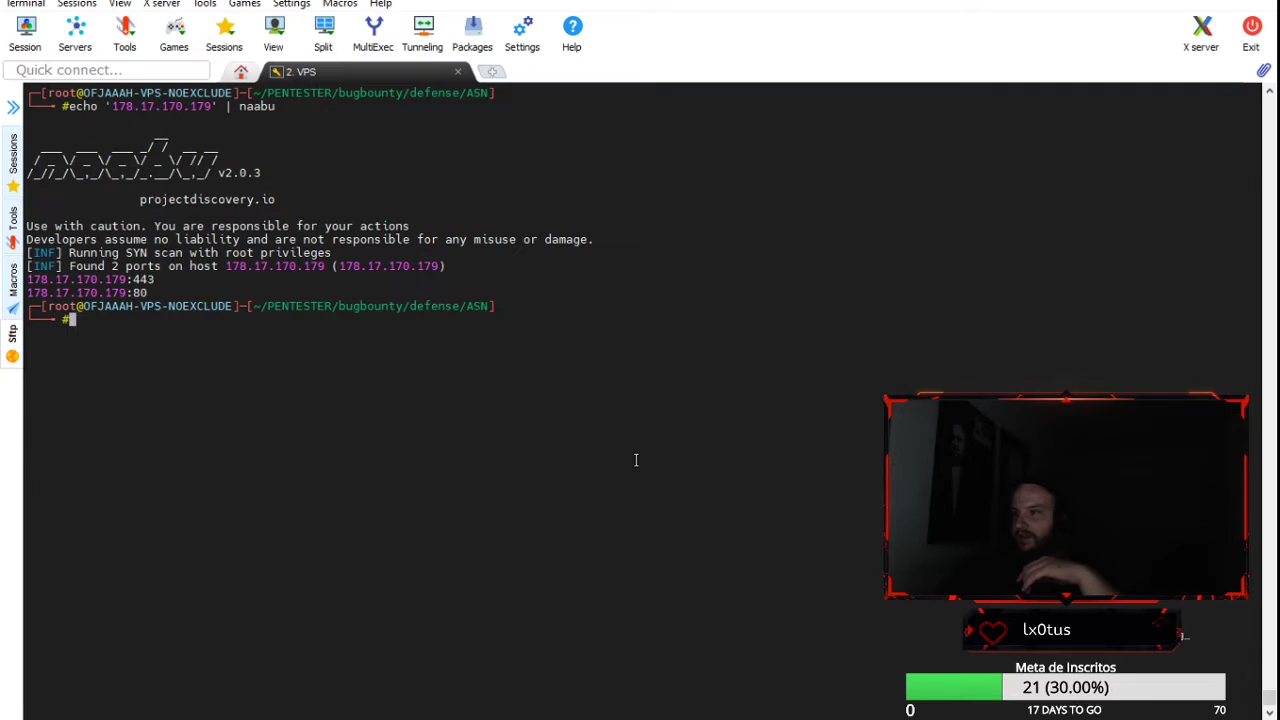 Terminal Sessions View X server Tools Games Settings Macros Help
Session Servers Tools Games Sessions View Split MultiExec Tunneling Packages Settings Help X server Exit
Quick connect...
2. VPS
Sessions
Tools
Macros
Sftp
┌─[root@OFJAAAH-VPS-NOEXCLUDE]─[~/PENTESTER/bugbounty/defense/ASN]
└──╼ #echo '178.17.170.179' | naabu
naabu v2.0.3
projectdiscovery.io
Use with caution. You are responsible for your actions
Developers assume no liability and are not responsible for any misuse or damage.
[INF] Running SYN scan with root privileges
[INF] Found 2 ports on host 178.17.170.179 (178.17.170.179)
178.17.170.179:443
178.17.170.179:80
┌─[root@OFJAAAH-VPS-NOEXCLUDE]─[~/PENTESTER/bugbounty/defense/ASN]
└──╼ #
lx0tus
Meta de Inscritos
21 (30.00%)
0 17 DAYS TO GO 70